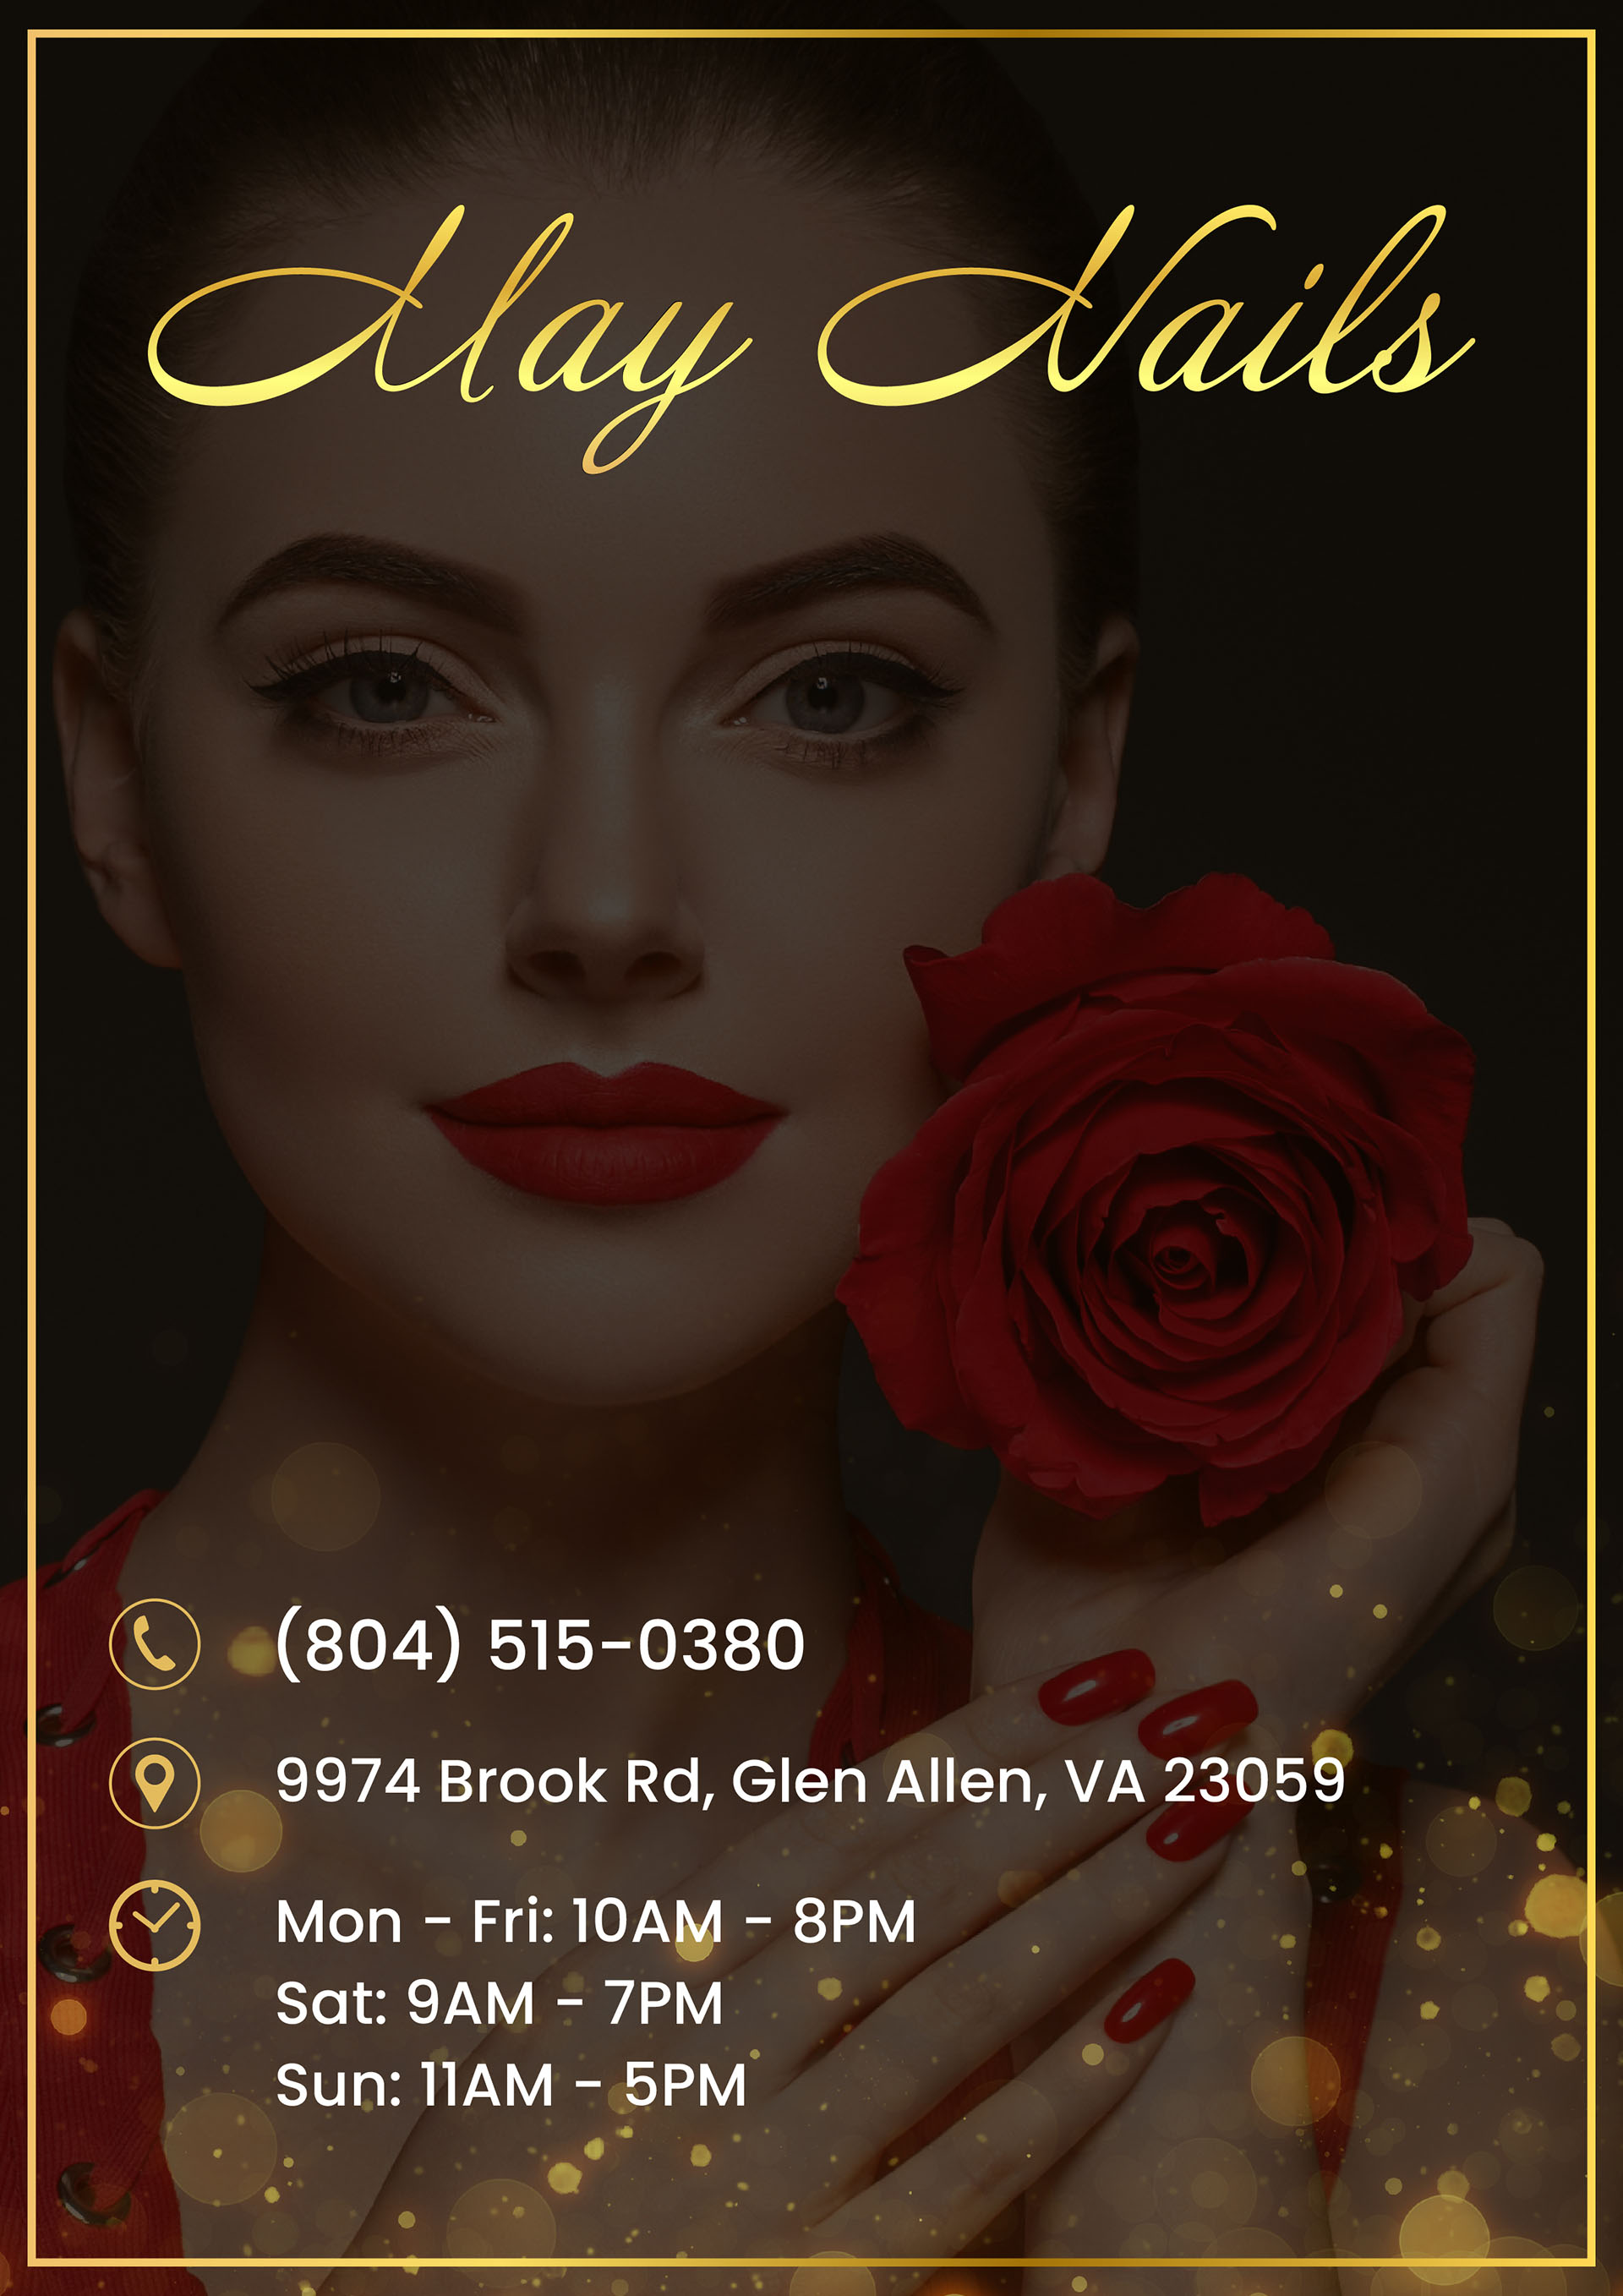 May Nails
(804) 515-0380
9974 Brook Rd, Glen Allen, VA 23059
Mon - Fri: 10AM - 8PM
Sat: 9AM - 7PM
Sun: 11AM - 5PM